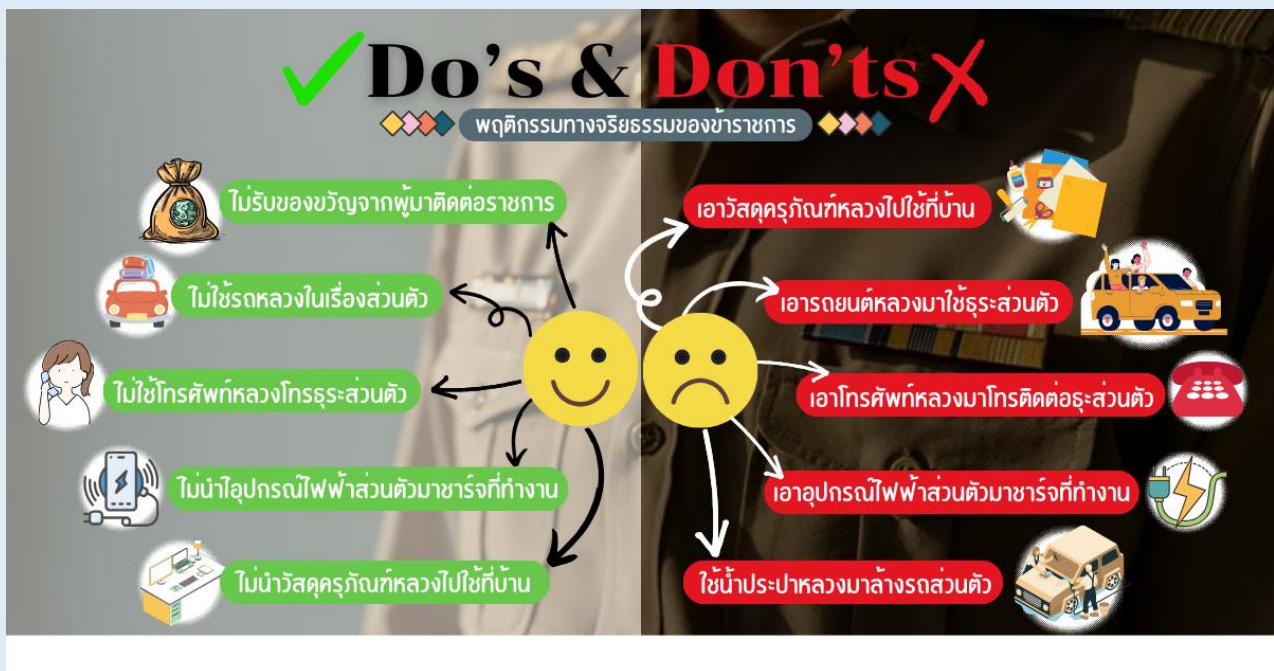 Do's & Don'ts
พฤติกรรมทางจริยธรรมของข้าราชการ
ไม่รับของขวัญจากผู้มาติดต่อราชการ
ไม่ใช้รถหลวงในเรื่องส่วนตัว
ไม่ใช้โทรศัพท์หลวงโทรธุระส่วนตัว
ไม่นำไอุปกรณ์ไฟฟ้าส่วนตัวมาชาร์จที่ทำงาน
ไม่นำวัสดุครุภัณฑ์หลวงไปใช้ที่บ้าน
เอาวัสดุครุภัณฑ์หลวงไปใช้ที่บ้าน
เอารถยนต์หลวงมาใช้ธุระส่วนตัว
เอาโทรศัพท์หลวงมาโทรติดต่อธุะส่วนตัว
เอาอุปกรณ์ไฟฟ้าส่วนตัวมาชาร์จที่ทำงาน
ใช้น้ำประปาหลวงมาล้างรถส่วนตัว